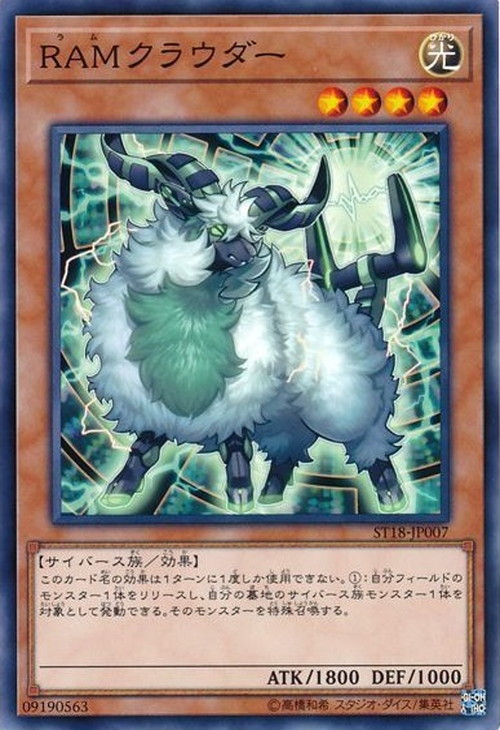 ラム
RAMクラウダー
ひかり
光
ST18-JP007
【サイバース族／効果】
このカード名の効果は1ターンに1度しか使用できない。①：自分フィールドの
モンスター1体をリリースし、自分の墓地のサイバース族モンスター1体を
対象として発動できる。そのモンスターを特殊召喚する。
ATK/1800 DEF/1000
09190563
©高橋和希 スタジオ・ダイス/集英社